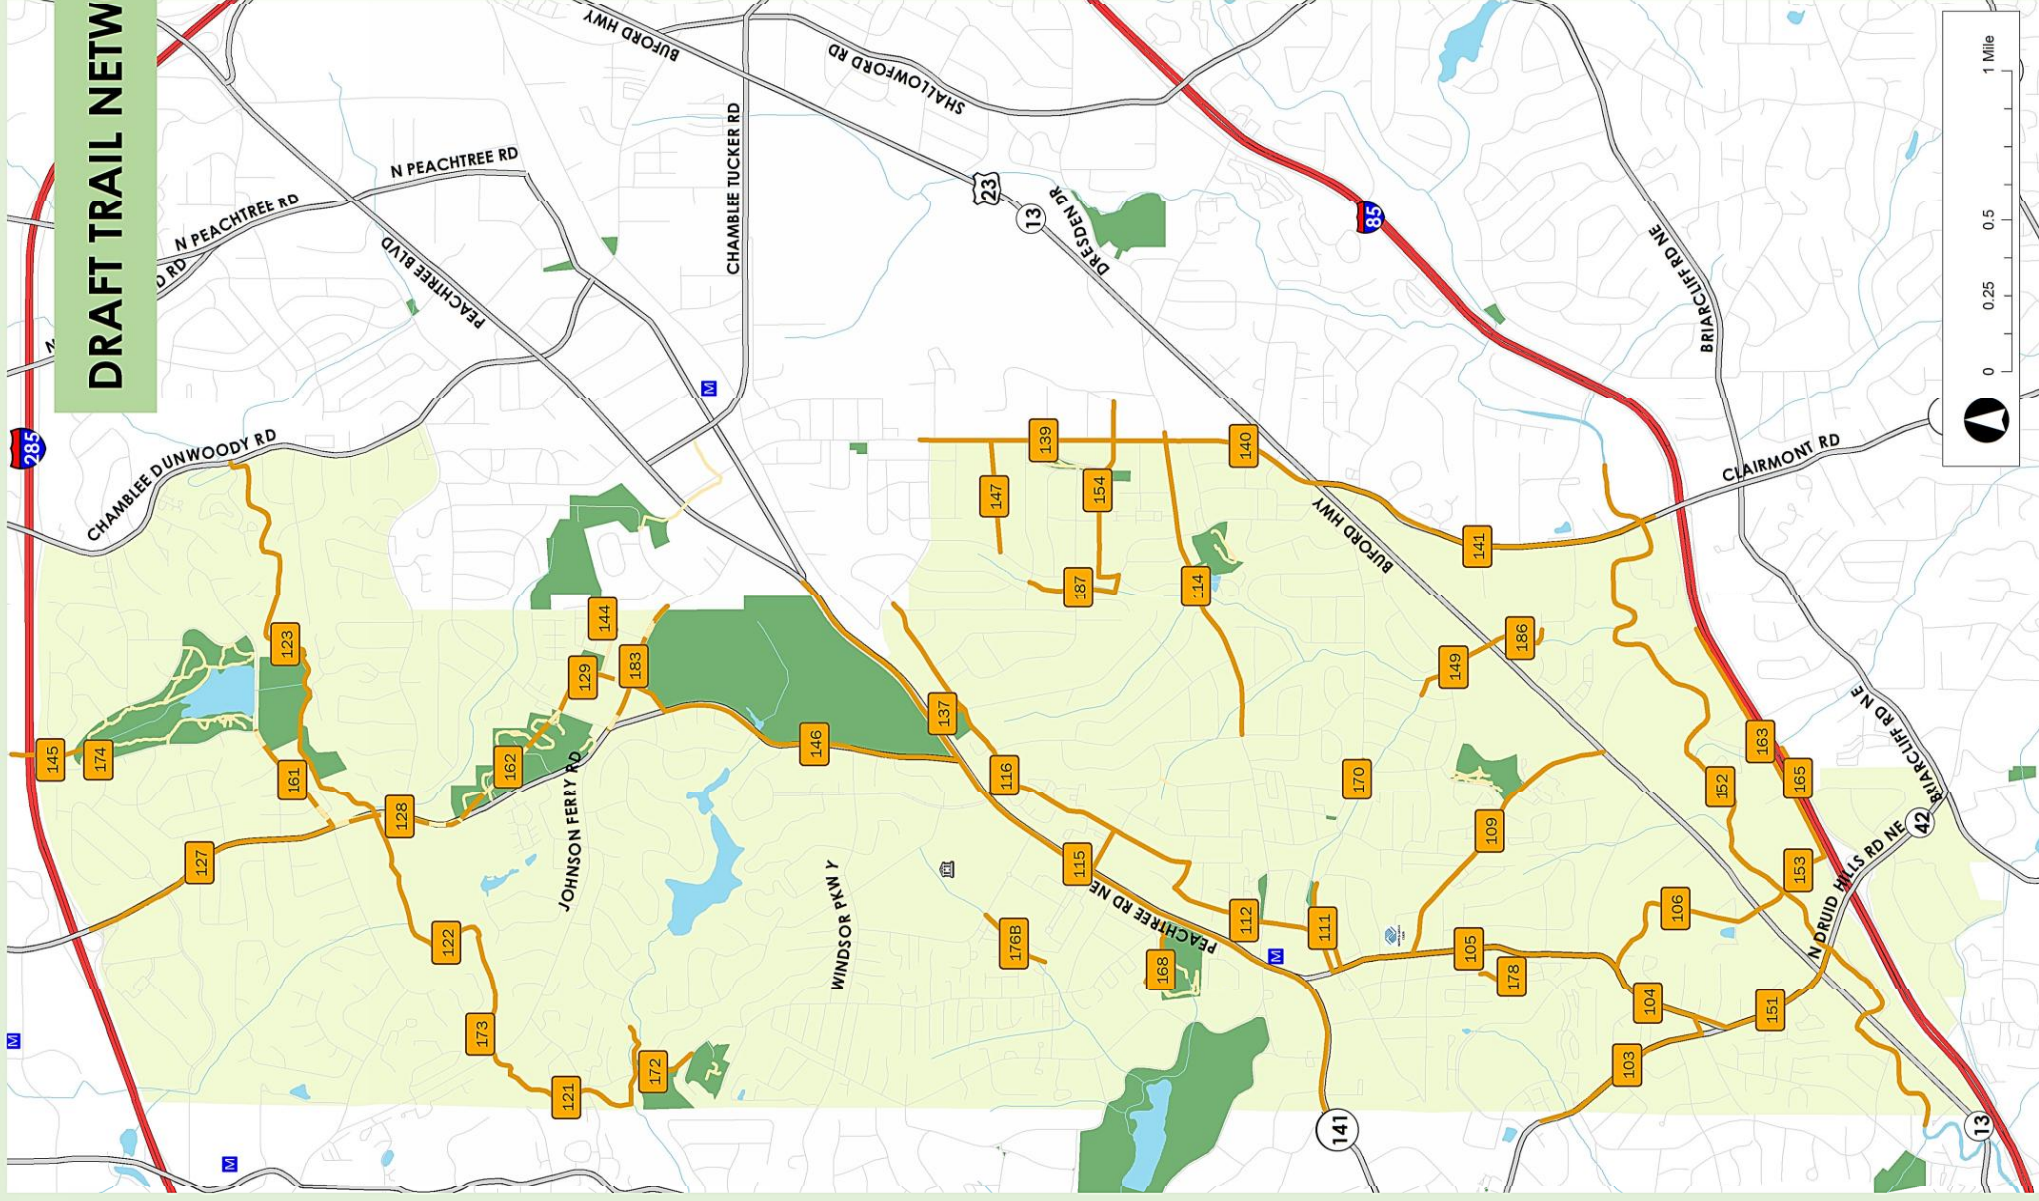 DRAFT TRAIL NETW
285
CHAMBLEE DUNWOODY RD
N PEACHTREE RD
N PEACHTREE RD
D RD
N
PEACHTREE BLVD
BUFORD HWY
SHALLOWFORD RD
CHAMBLEE TUCKER RD
23
13
DRESDEN DR
85
BRIARCLIFF RD NE
BRIARCLIFF RD NE
BRIARCLIFF RD NE
CLAIRMONT RD
BUFORD HWY
JOHNSON FERRY RD
WINDSOR PKWY
PEACHTREE RD NE
N DRUID HILLS RD NE
42
141
13
M
M
M
M
145
174
123
161
127
128
162
129
144
183
122
173
121
172
146
137
116
115
176B
168
112
111
139
147
154
187
114
140
141
149
186
170
109
105
178
106
104
103
151
152
163
165
153
0
0.25
0.5
1 Mile